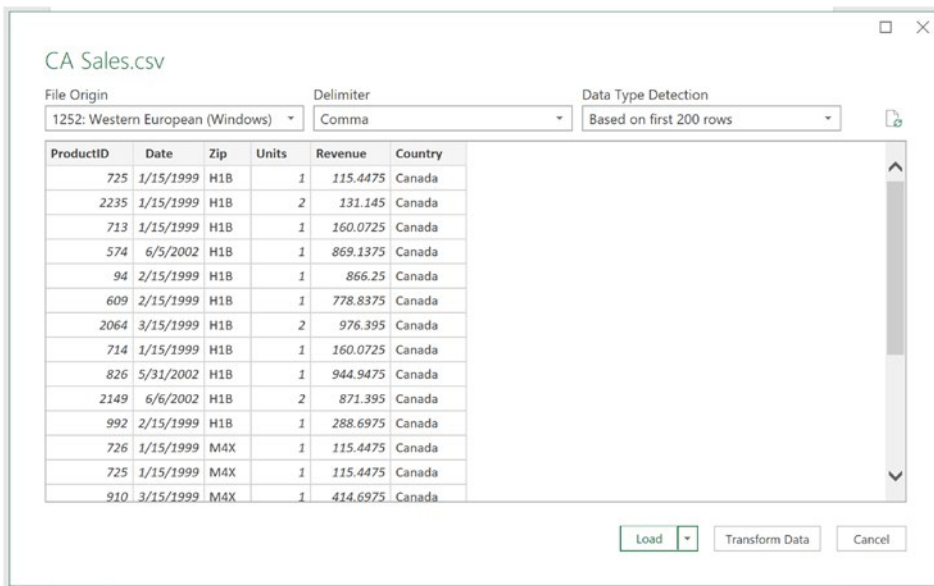 CA Sales.csv
File Origin Delimiter Data Type Detection
1252: Western European (Windows) Comma Based on first 200 rows
ProductID Date Zip Units Revenue Country
725 1/15/1999 H1B 1 115.4475 Canada
2235 1/15/1999 H1B 2 131.145 Canada
713 1/15/1999 H1B 1 160.0725 Canada
574 6/5/2002 H1B 1 869.1375 Canada
94 2/15/1999 H1B 1 866.25 Canada
609 2/15/1999 H1B 1 778.8375 Canada
2064 3/15/1999 H1B 2 976.395 Canada
714 1/15/1999 H1B 1 160.0725 Canada
826 5/31/2002 H1B 1 944.9475 Canada
2149 6/6/2002 H1B 2 871.395 Canada
992 2/15/1999 H1B 1 288.6975 Canada
726 1/15/1999 M4X 1 115.4475 Canada
725 1/15/1999 M4X 1 115.4475 Canada
910 3/15/1999 M4X 1 414.6975 Canada
Load Transform Data Cancel